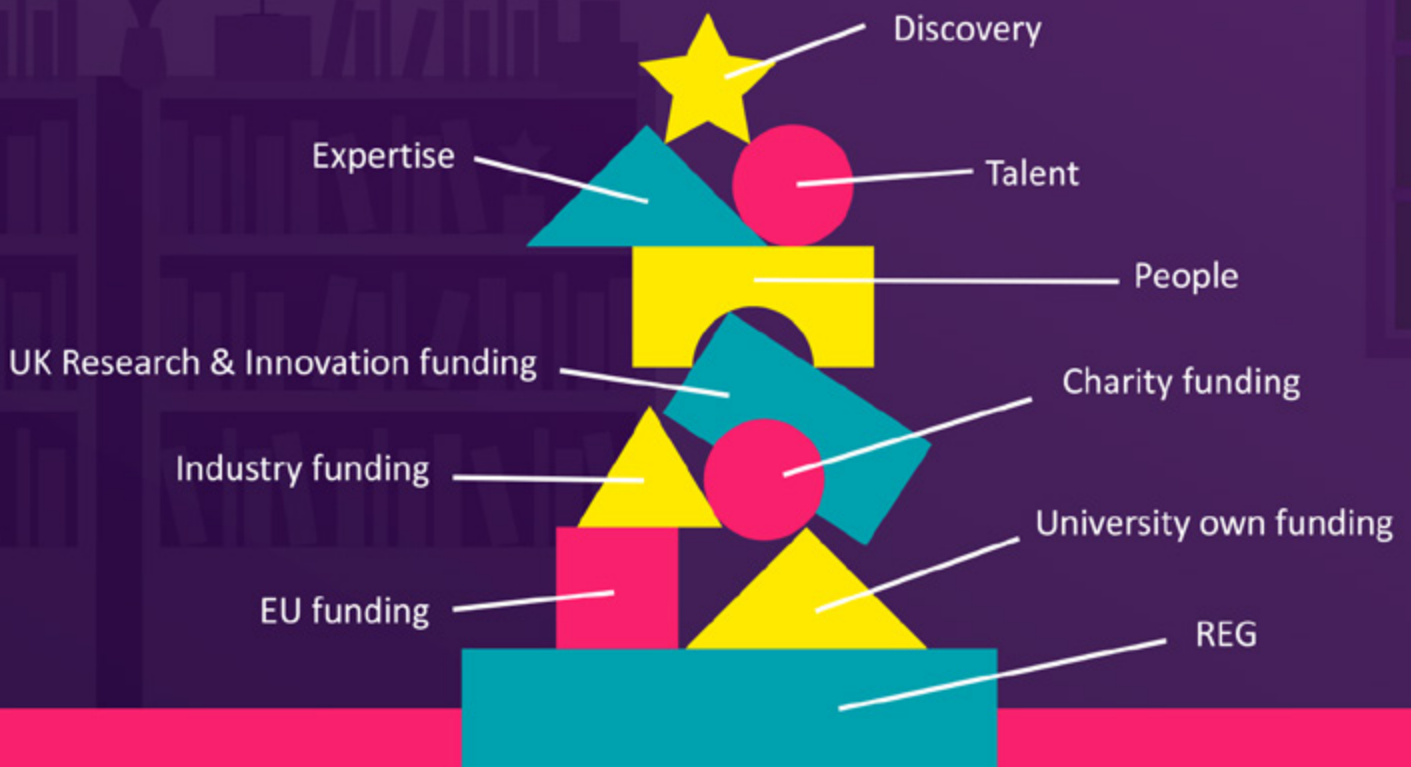 Discovery
Expertise
Talent
People
UK Research & Innovation funding
Charity funding
Industry funding
University own funding
EU funding
REG